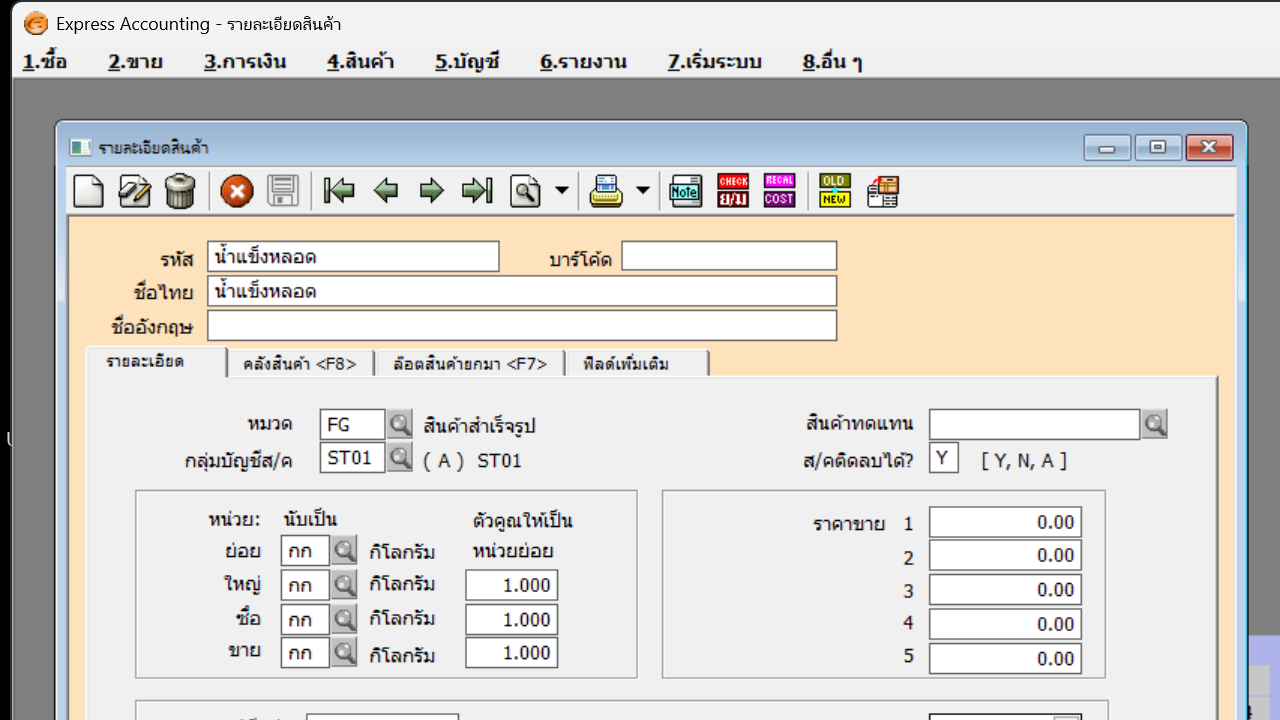 Express Accounting - รายละเอียดสินค้า
1.ซื้อ 2.ขาย 3.การเงิน 4.สินค้า 5.บัญชี 6.รายงาน 7.เริ่มระบบ 8.อื่น ๆ
รายละเอียดสินค้า
Note CHECK ย/ม RECAL COST OLD NEW
รหัส น้ำแข็งหลอด บาร์โค้ด
ชื่อไทย น้ำแข็งหลอด
ชื่ออังกฤษ
รายละเอียด คลังสินค้า <F8> ล๊อตสินค้ายกมา <F7> ฟิลด์เพิ่มเติม
หมวด FG สินค้าสำเร็จรูป สินค้าทดแทน
กลุ่มบัญชีส/ค ST01 ( A ) ST01 ส/คติดลบได้? Y [ Y, N, A ]
หน่วย: นับเป็น ตัวคูณให้เป็น ราคาขาย 1 0.00
ย่อย กก กิโลกรัม หน่วยย่อย 2 0.00
ใหญ่ กก กิโลกรัม 1.000 3 0.00
ซื้อ กก กิโลกรัม 1.000 4 0.00
ขาย กก กิโลกรัม 1.000 5 0.00